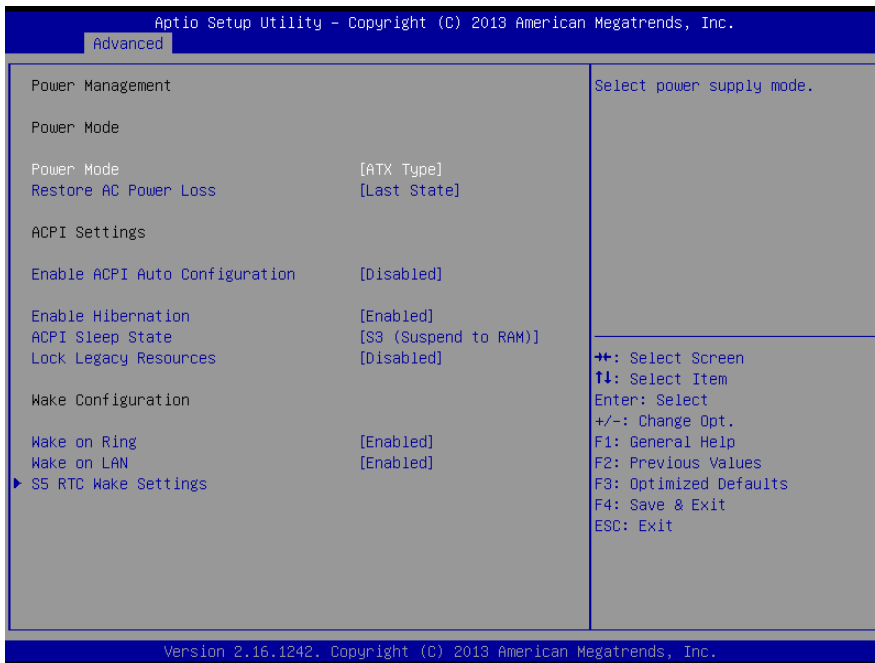 Aptio Setup Utility – Copyright (C) 2013 American Megatrends, Inc.
Advanced
Power Management
Power Mode
Power Mode [ATX Type]
Restore AC Power Loss [Last State]
ACPI Settings
Enable ACPI Auto Configuration [Disabled]
Enable Hibernation [Enabled]
ACPI Sleep State [S3 (Suspend to RAM)]
Lock Legacy Resources [Disabled]
Wake Configuration
Wake on Ring [Enabled]
Wake on LAN [Enabled]
▶ S5 RTC Wake Settings
Select power supply mode.
→←: Select Screen
↑↓: Select Item
Enter: Select
+/-: Change Opt.
F1: General Help
F2: Previous Values
F3: Optimized Defaults
F4: Save & Exit
ESC: Exit
Version 2.16.1242. Copyright (C) 2013 American Megatrends, Inc.